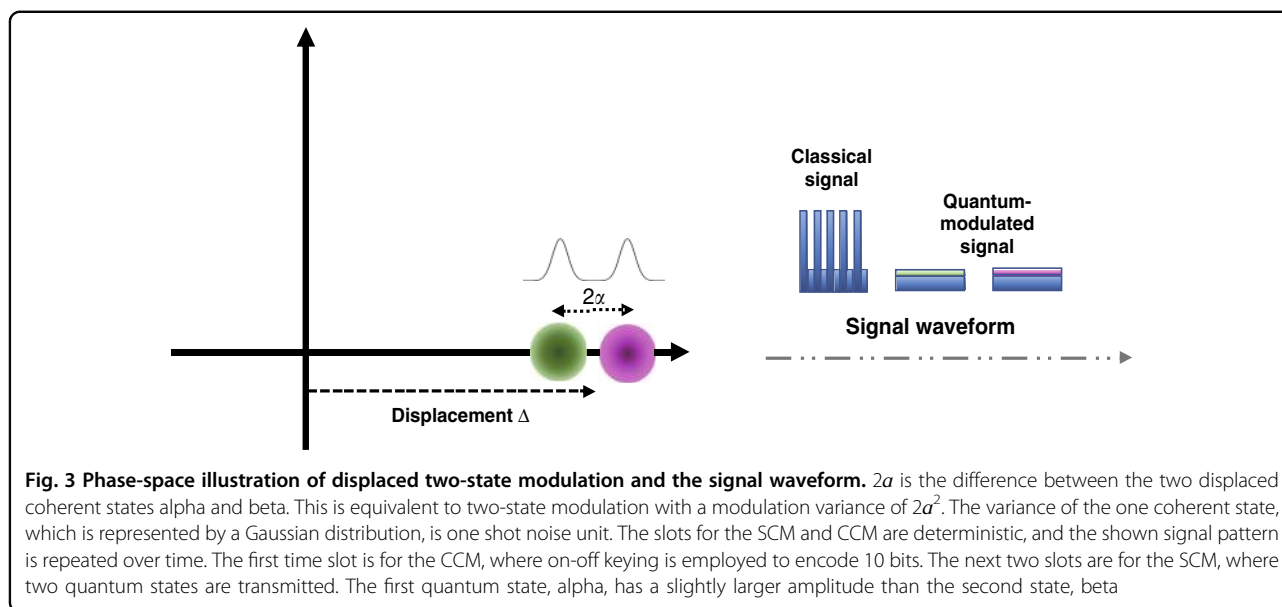 Classical
signal
Quantum-
modulated
signal
2α
Signal waveform
Displacement Δ
Fig. 3 Phase-space illustration of displaced two-state modulation and the signal waveform. 2a is the difference between the two displaced
coherent states alpha and beta. This is equivalent to two-state modulation with a modulation variance of 2a². The variance of the one coherent state,
which is represented by a Gaussian distribution, is one shot noise unit. The slots for the SCM and CCM are deterministic, and the shown signal pattern
is repeated over time. The first time slot is for the CCM, where on-off keying is employed to encode 10 bits. The next two slots are for the SCM, where
two quantum states are transmitted. The first quantum state, alpha, has a slightly larger amplitude than the second state, beta